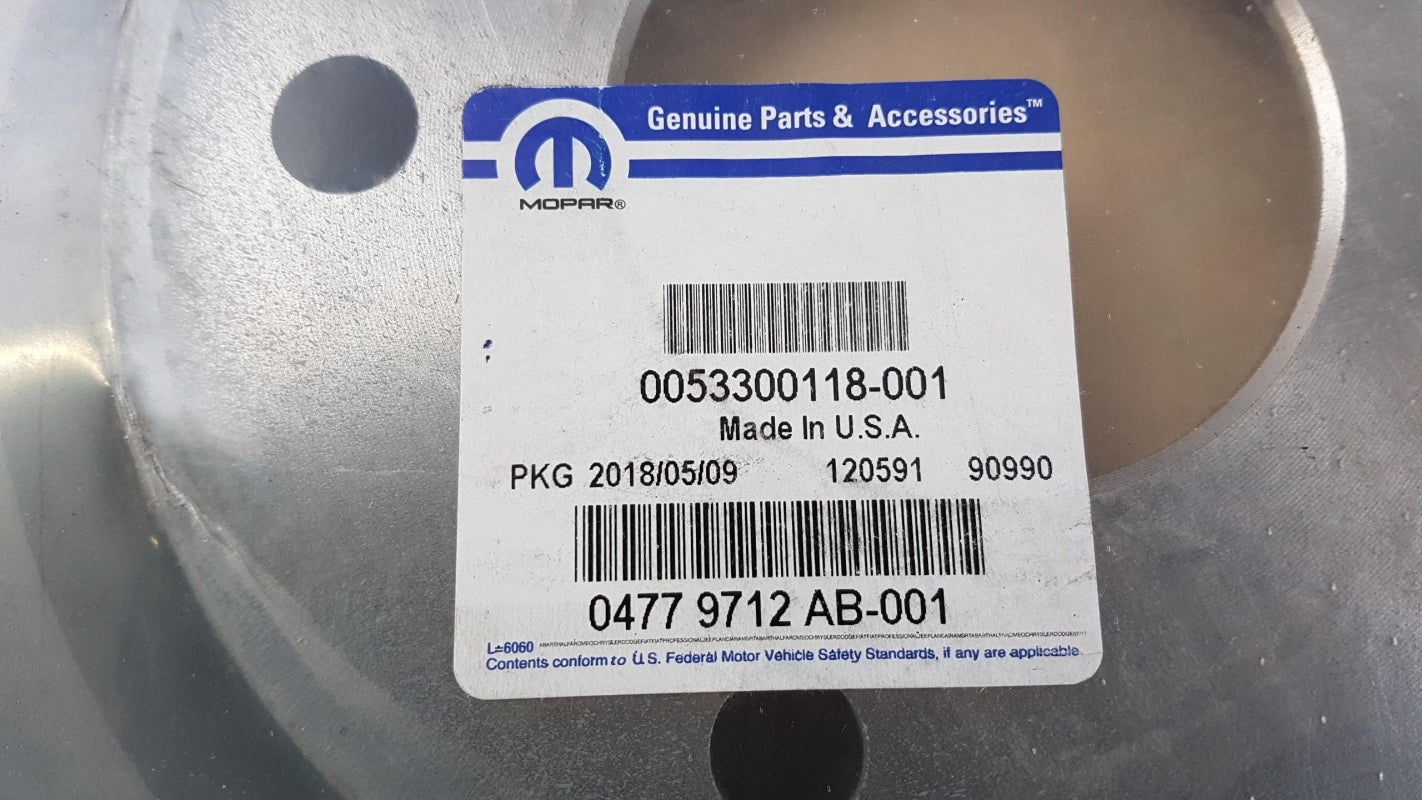 Genuine Parts & Accessories™
MOPAR®
0053300118-001
Made In U.S.A.
PKG 2018/05/09 120591 90990
0477 9712 AB-001
L=6060
Contents conform to U.S. Federal Motor Vehicle Safety Standards, if any are applicable.